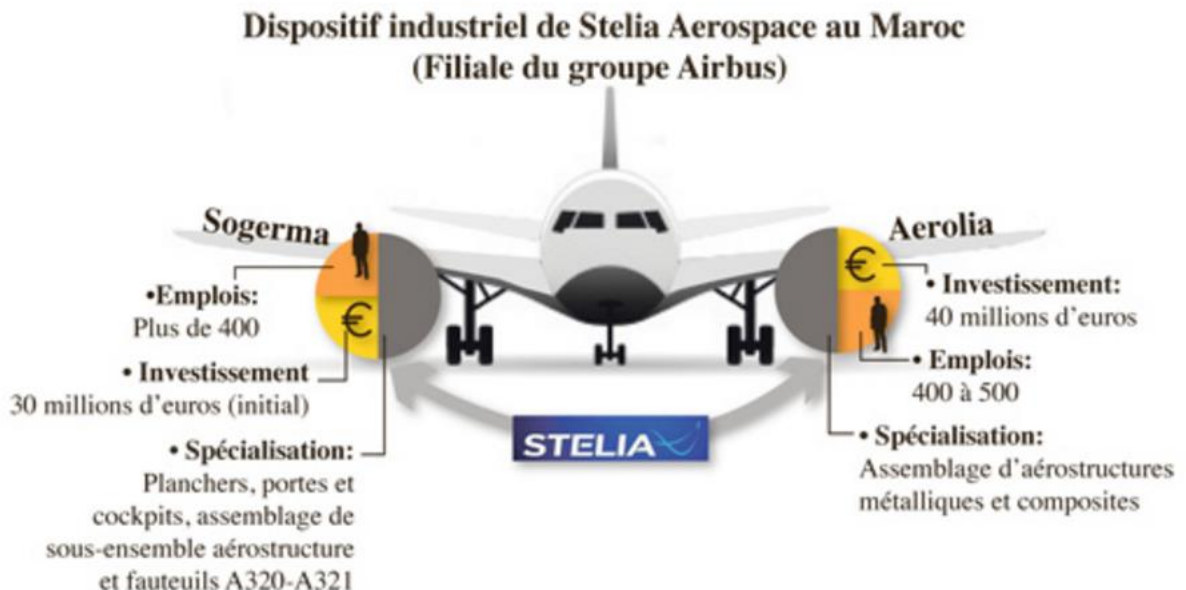 Dispositif industriel de Stelia Aerospace au Maroc
(Filiale du groupe Airbus)
Sogerma
•Emplois:
Plus de 400
• Investissement
30 millions d'euros (initial)
• Spécialisation:
Planchers, portes et
cockpits, assemblage de
sous-ensemble aérostructure
et fauteuils A320-A321
€
STELIA
Aerolia
€
• Investissement:
40 millions d'euros
• Emplois:
400 à 500
• Spécialisation:
Assemblage d'aérostructures
métalliques et composites